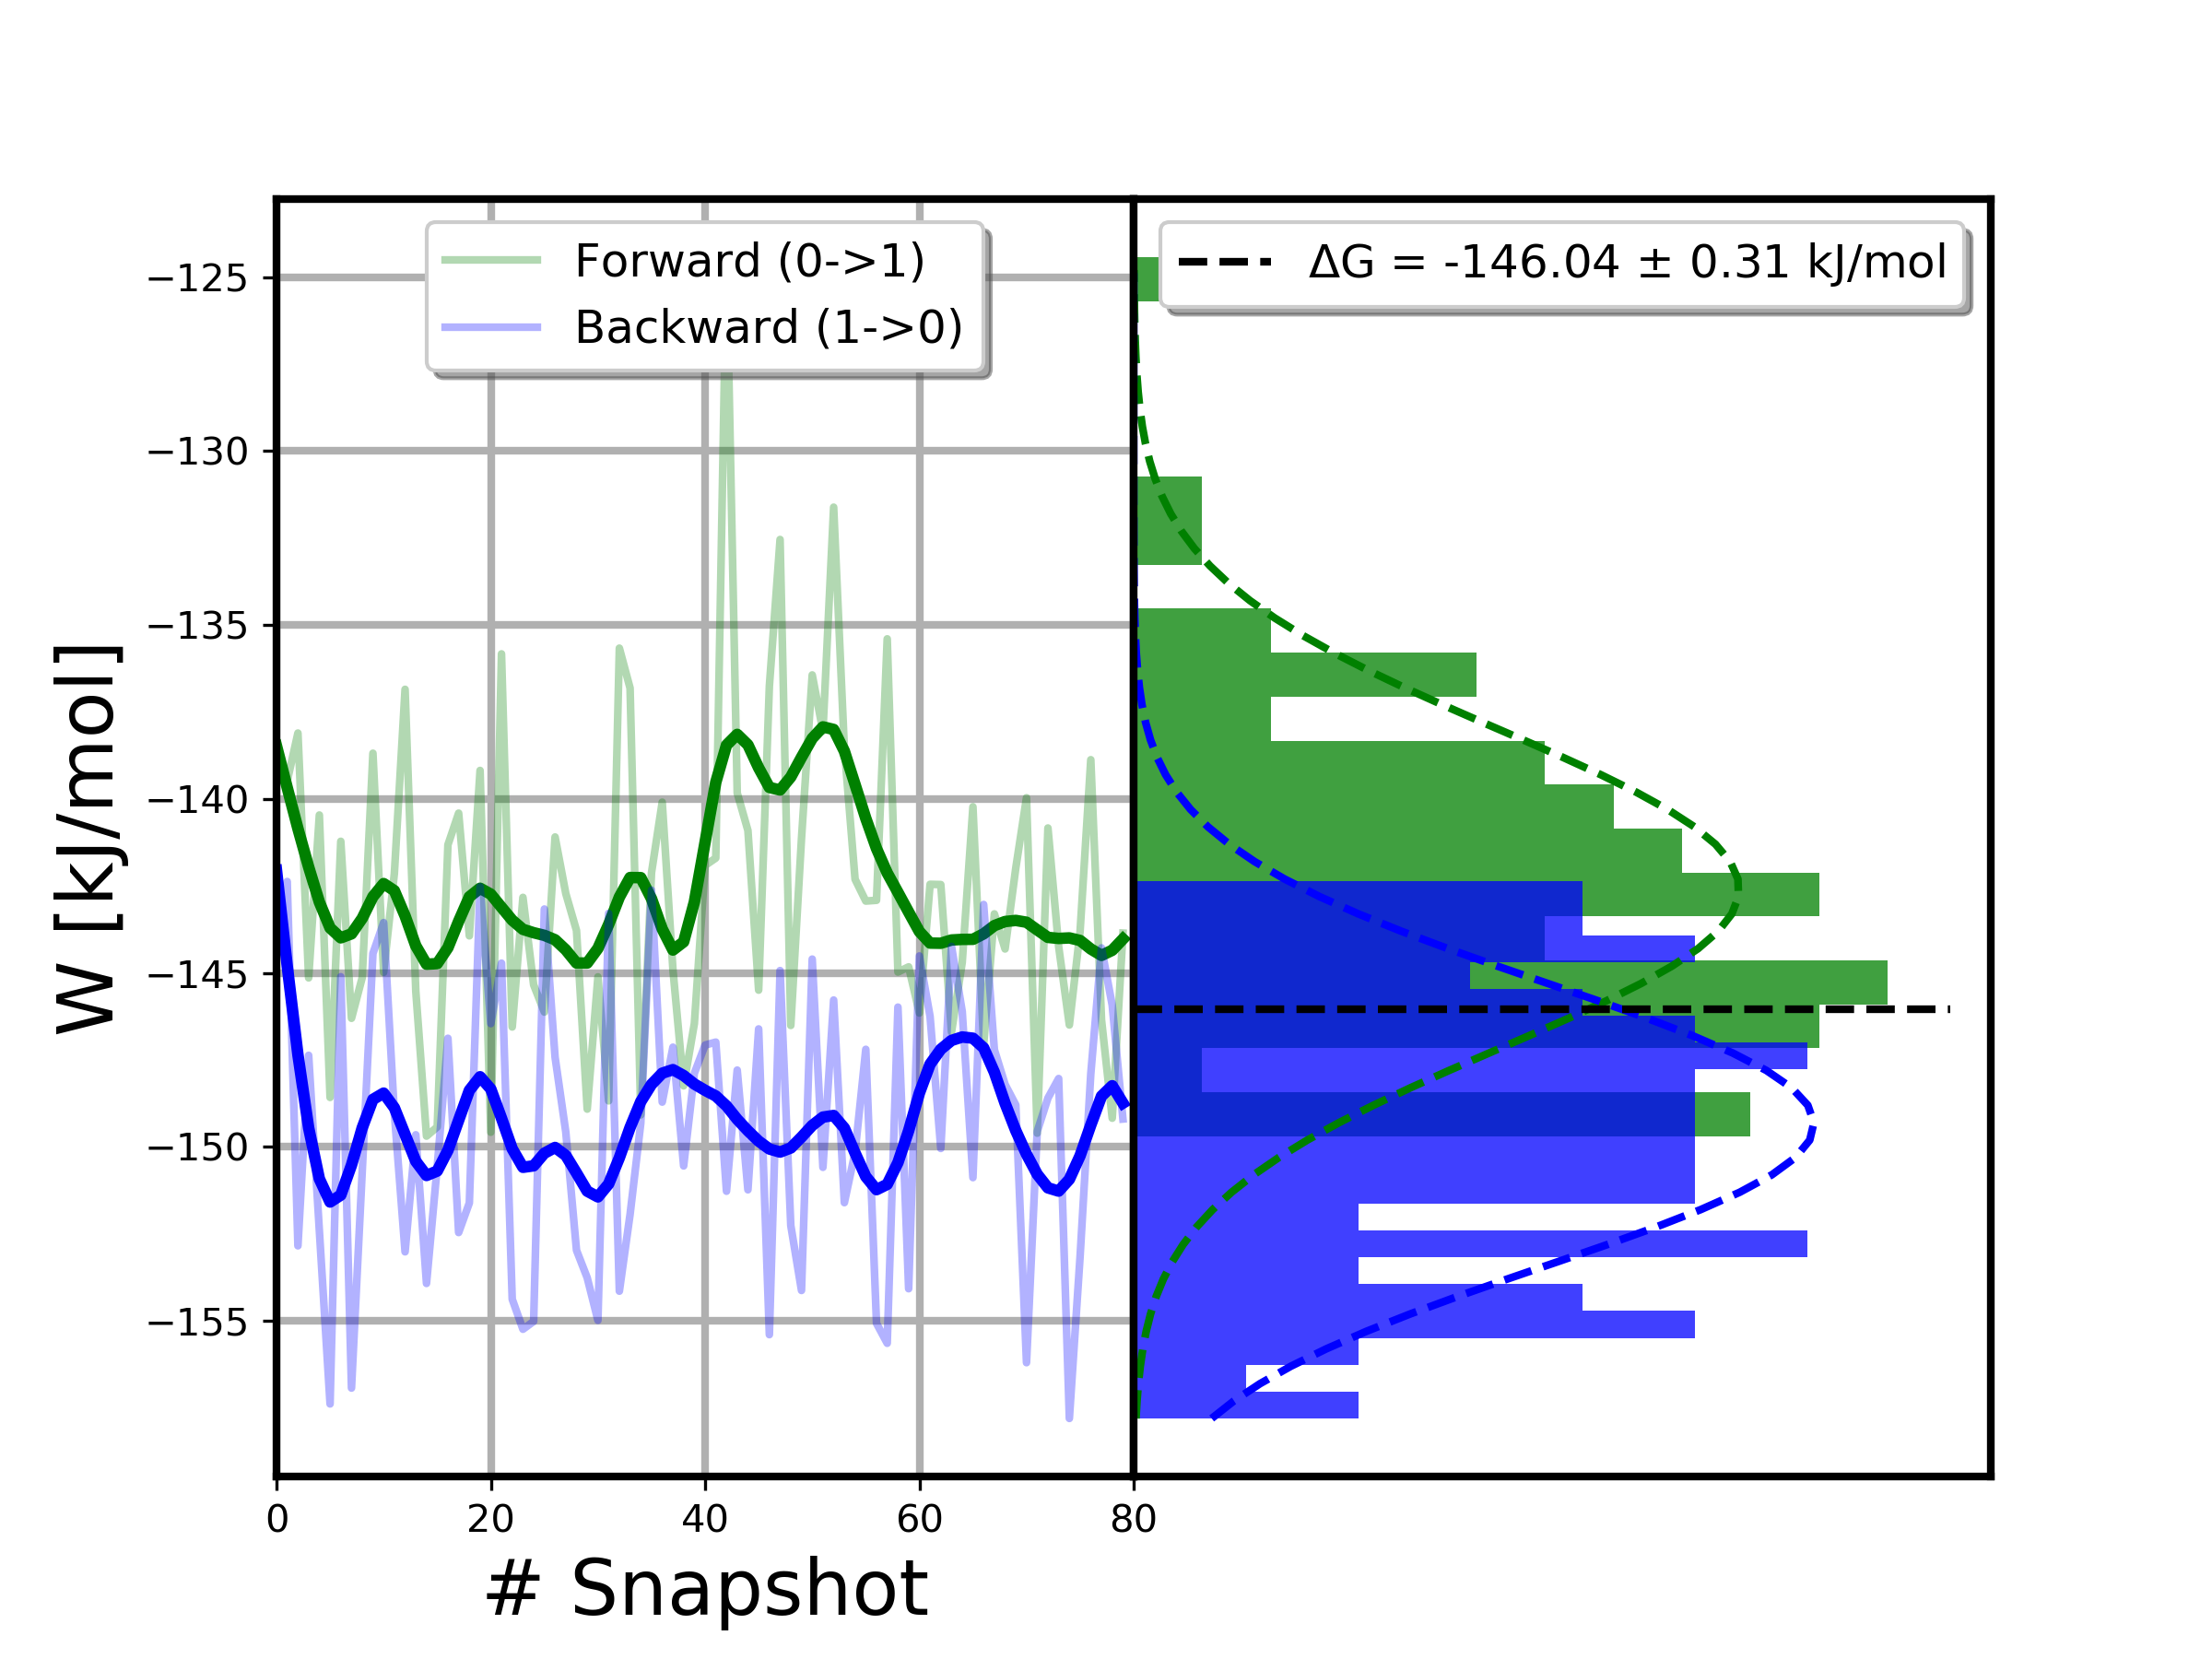 Forward (0->1)
Backward (1->0)
ΔG = -146.04 ± 0.31 kJ/mol
−125
−130
−135
−140
−145
−150
−155
W [kJ/mol]
0 20 40 60 80
# Snapshot